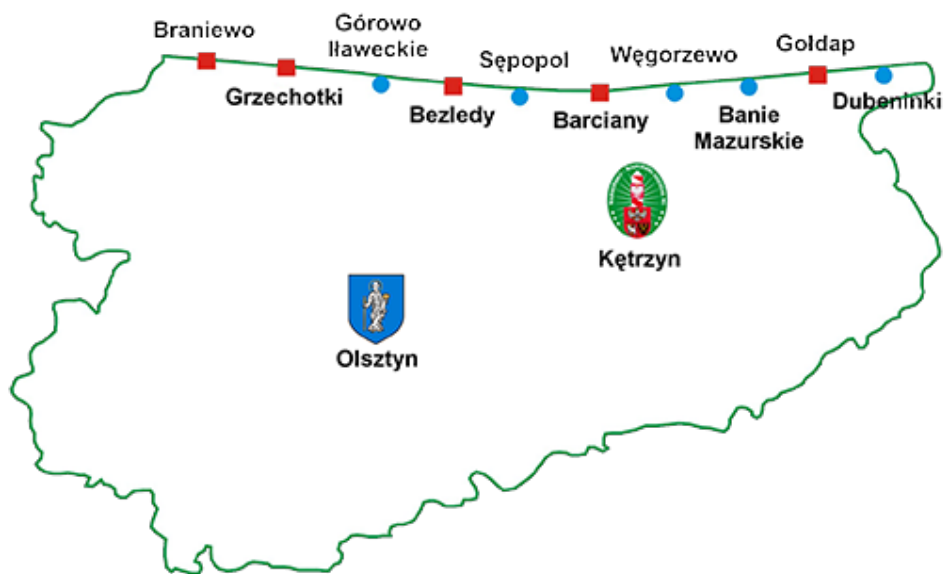 Braniewo
Górowo
Iławeckie
Sępopol
Węgorzewo
Gołdap
Grzechotki
Bezledy
Barciany
Banie
Mazurskie
Dubeninki
Kętrzyn
Olsztyn